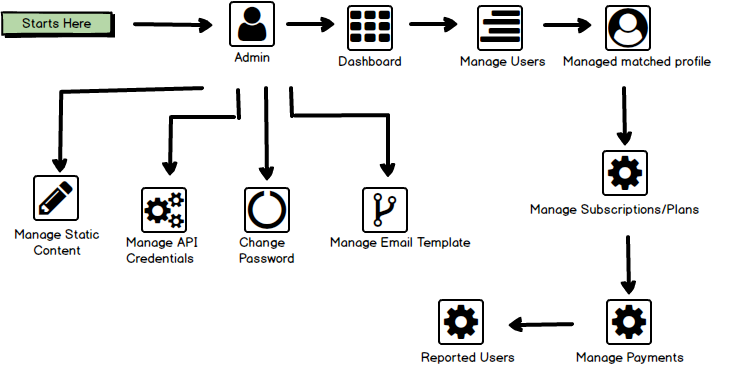 Starts Here
Admin
Dashboard
Manage Users
Managed matched profile
Manage Static
Content
Manage API
Credentials
Change
Password
Manage Email Template
Manage Subscriptions/Plans
Reported Users
Manage Payments